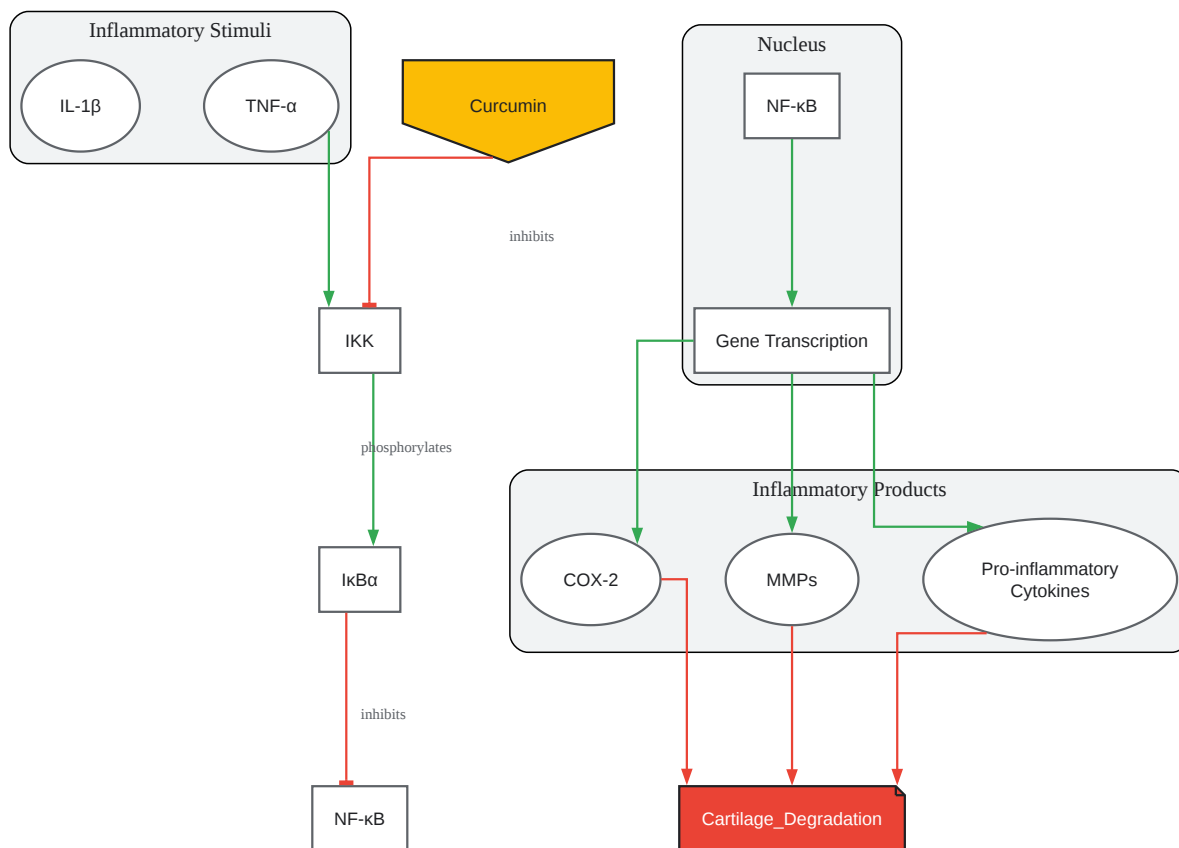 Inflammatory Stimuli
IL-1β
TNF-α
Curcumin
Nucleus
NF-κB
inhibits
IKK
Gene Transcription
phosphorylates
Inflammatory Products
IκBα
COX-2
MMPs
Pro-inflammatory
Cytokines
inhibits
NF-κB
Cartilage_Degradation